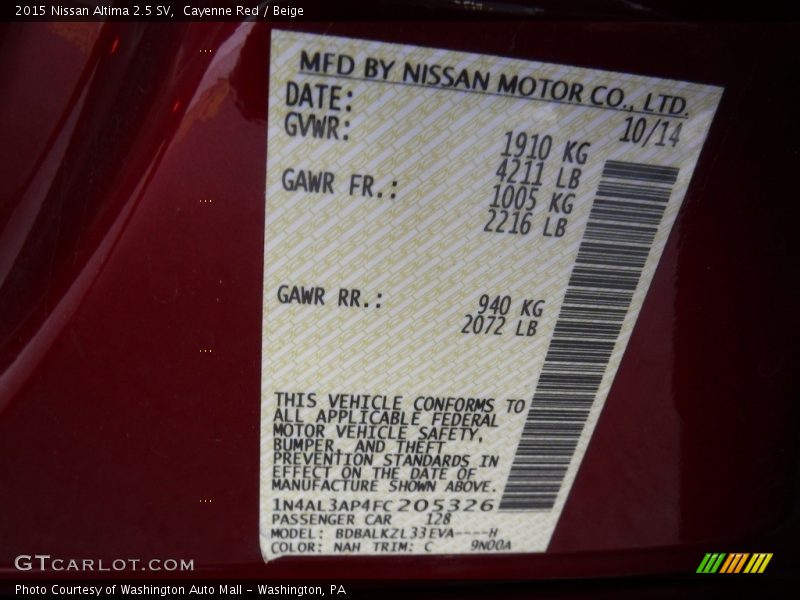 2015 Nissan Altima 2.5 SV,  Cayenne Red / Beige
MFD BY NISSAN MOTOR CO., LTD.
DATE: 10/14
GVWR: 1910 KG
4211 LB
GAWR FR.: 1005 KG
2216 LB
GAWR RR.: 940 KG
2072 LB
THIS VEHICLE CONFORMS TO
ALL APPLICABLE FEDERAL
MOTOR VEHICLE SAFETY,
BUMPER, AND THEFT
PREVENTION STANDARDS IN
EFFECT ON THE DATE OF
MANUFACTURE SHOWN ABOVE.
1N4AL3AP4FC205326
PASSENGER CAR 128
MODEL: BDBALKZL33EVA----H
COLOR: NAH TRIM: C 9N00A
GTCARLOT.COM
Photo Courtesy of Washington Auto Mall - Washington, PA